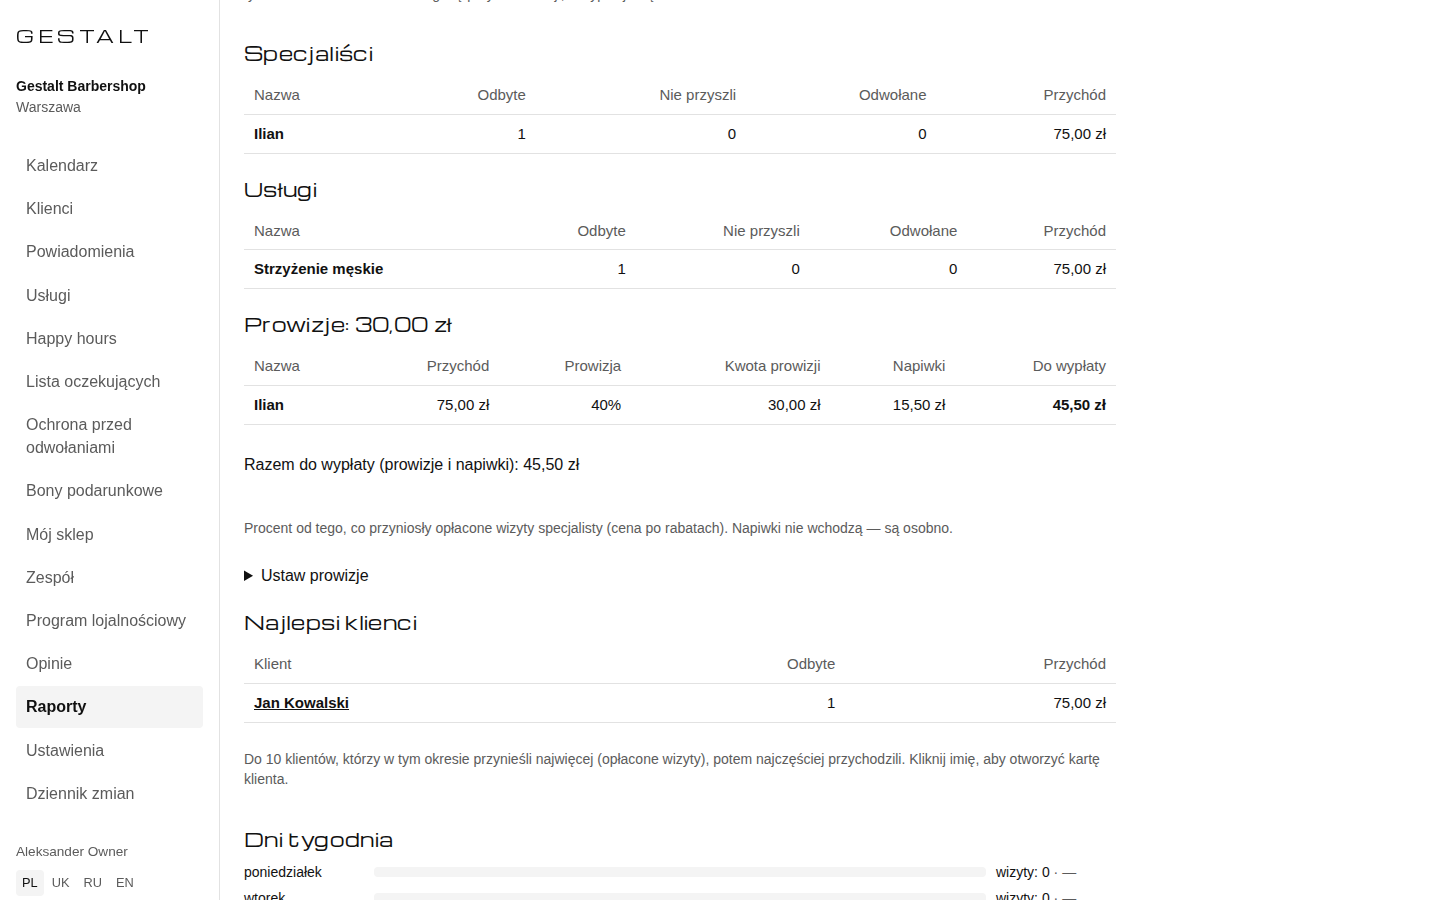 GESTALT
Gestalt Barbershop
Warszawa
Kalendarz
Klienci
Powiadomienia
Usługi
Happy hours
Lista oczekujących
Ochrona przed
odwołaniami
Bony podarunkowe
Mój sklep
Zespół
Program lojalnościowy
Opinie
Raporty
Ustawienia
Dziennik zmian
Aleksander Owner
PL UK RU EN
Specjaliści
Nazwa Odbyte Nie przyszli Odwołane Przychód
Ilian 1 0 0 75,00 zł
Usługi
Nazwa Odbyte Nie przyszli Odwołane Przychód
Strzyżenie męskie 1 0 0 75,00 zł
Prowizje: 30,00 zł
Nazwa Przychód Prowizja Kwota prowizji Napiwki Do wypłaty
Ilian 75,00 zł 40% 30,00 zł 15,50 zł 45,50 zł
Razem do wypłaty (prowizje i napiwki): 45,50 zł
Procent od tego, co przyniosły opłacone wizyty specjalisty (cena po rabatach). Napiwki nie wchodzą — są osobno.
Ustaw prowizje
Najlepsi klienci
Klient Odbyte Przychód
Jan Kowalski 1 75,00 zł
Do 10 klientów, którzy w tym okresie przynieśli najwięcej (opłacone wizyty), potem najczęściej przychodzili. Kliknij imię, aby otworzyć kartę
klienta.
Dni tygodnia
poniedziałek wizyty: 0 · —
wtorek wizyty: 0 · —